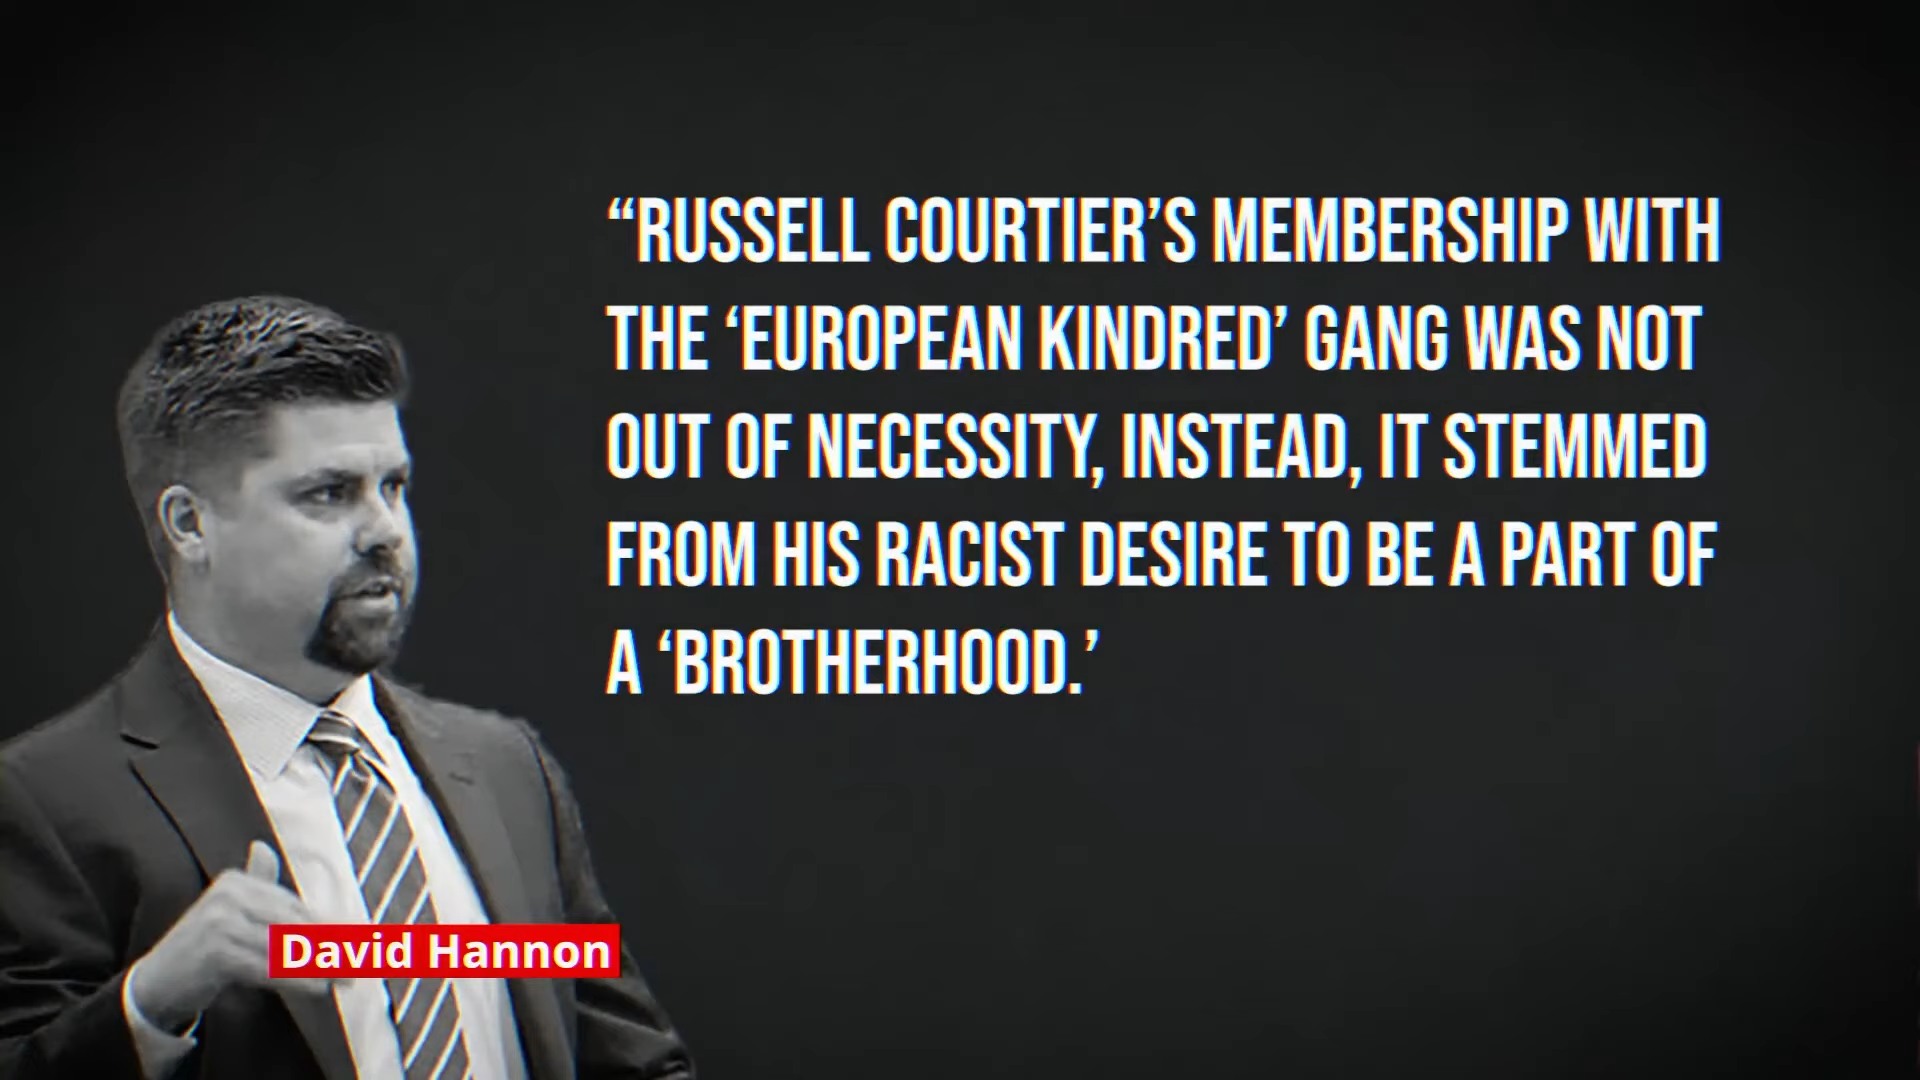 “RUSSELL COURTIER’S MEMBERSHIP WITH
THE ‘EUROPEAN KINDRED’ GANG WAS NOT
OUT OF NECESSITY, INSTEAD, IT STEMMED
FROM HIS RACIST DESIRE TO BE A PART OF
A ‘BROTHERHOOD.’
David Hannon